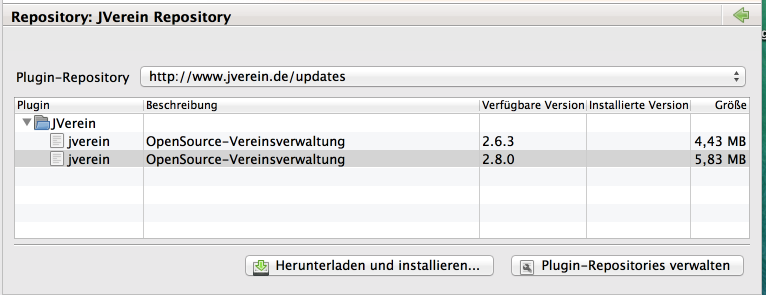 Repository: JVerein Repository
Plugin-Repository http://www.jverein.de/updates
Plugin Beschreibung Verfügbare Version Installierte Version Größe
JVerein
jverein OpenSource-Vereinsverwaltung 2.6.3 4,43 MB
jverein OpenSource-Vereinsverwaltung 2.8.0 5,83 MB
Herunterladen und installieren... Plugin-Repositories verwalten